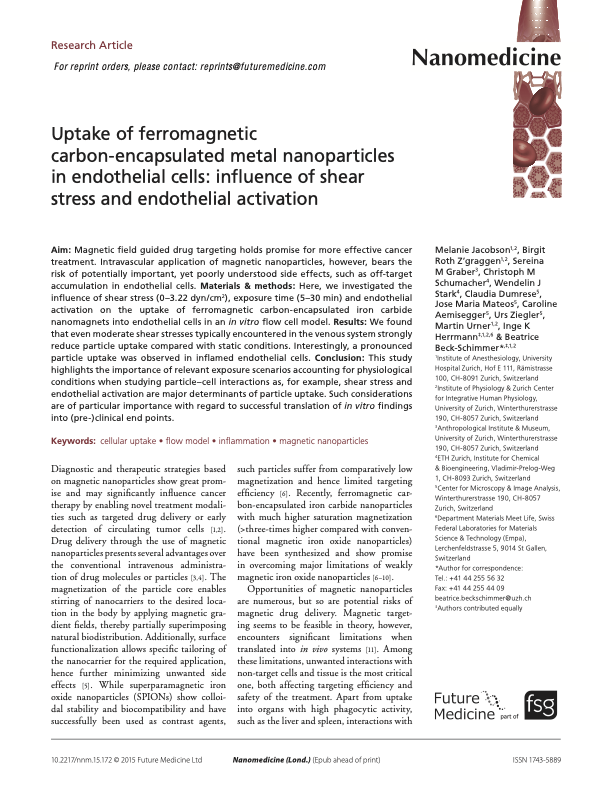 Research Article
For reprint orders, please contact: reprints@futuremedicine.com
Nanomedicine
Uptake of ferromagnetic
carbon-encapsulated metal nanoparticles
in endothelial cells: influence of shear
stress and endothelial activation
Aim: Magnetic field guided drug targeting holds promise for more effective cancer
treatment. Intravascular application of magnetic nanoparticles, however, bears the
risk of potentially important, yet poorly understood side effects, such as off-target
accumulation in endothelial cells. Materials & methods: Here, we investigated the
influence of shear stress (0–3.22 dyn/cm²), exposure time (5–30 min) and endothelial
activation on the uptake of ferromagnetic carbon-encapsulated iron carbide
nanomagnets into endothelial cells in an in vitro flow cell model. Results: We found
that even moderate shear stresses typically encountered in the venous system strongly
reduce particle uptake compared with static conditions. Interestingly, a pronounced
particle uptake was observed in inflamed endothelial cells. Conclusion: This study
highlights the importance of relevant exposure scenarios accounting for physiological
conditions when studying particle–cell interactions as, for example, shear stress and
endothelial activation are major determinants of particle uptake. Such considerations
are of particular importance with regard to successful translation of in vitro findings
into (pre-)clinical end points.
Keywords: cellular uptake • flow model • inflammation • magnetic nanoparticles
Diagnostic and therapeutic strategies based
on magnetic nanoparticles show great prom-
ise and may significantly influence cancer
therapy by enabling novel treatment modali-
ties such as targeted drug delivery or early
detection of circulating tumor cells [1,2].
Drug delivery through the use of magnetic
nanoparticles presents several advantages over
the conventional intravenous administra-
tion of drug molecules or particles [3,4]. The
magnetization of the particle core enables
stirring of nanocarriers to the desired loca-
tion in the body by applying magnetic gra-
dient fields, thereby partially superimposing
natural biodistribution. Additionally, surface
functionalization allows specific tailoring of
the nanocarrier for the required application,
hence further minimizing unwanted side
effects [5]. While superparamagnetic iron
oxide nanoparticles (SPIONs) show colloi-
dal stability and biocompatibility and have
successfully been used as contrast agents,
such particles suffer from comparatively low
magnetization and hence limited targeting
efficiency [6]. Recently, ferromagnetic car-
bon-encapsulated iron carbide nanoparticles
with much higher saturation magnetization
(>three-times higher compared with conven-
tional magnetic iron oxide nanoparticles)
have been synthesized and show promise
in overcoming major limitations of weakly
magnetic iron oxide nanoparticles [6–10].
Opportunities of magnetic nanoparticles
are numerous, but so are potential risks of
magnetic drug delivery. Magnetic target-
ing seems to be feasible in theory, however,
encounters significant limitations when
translated into in vivo systems [11]. Among
these limitations, unwanted interactions with
non-target cells and tissue is the most critical
one, both affecting targeting efficiency and
safety of the treatment. Apart from uptake
into organs with high phagocytic activity,
such as the liver and spleen, interactions with
Melanie Jacobson¹,², Birgit
Roth Z'graggen¹,², Sereina
M Graber³, Christoph M
Schumacher⁴, Wendelin J
Stark⁴, Claudia Dumrese⁵,
Jose Maria Mateos⁵, Caroline
Aemisegger⁵, Urs Ziegler⁵,
Martin Urner¹,², Inge K
Herrmann‡,¹,²,⁶ & Beatrice
Beck-Schimmer*,‡,¹,²
¹Institute of Anesthesiology, University
Hospital Zurich, Hof E 111, Rämistrasse
100, CH-8091 Zurich, Switzerland
²Institute of Physiology & Zurich Center
for Integrative Human Physiology,
University of Zurich, Winterthurerstrasse
190, CH-8057 Zurich, Switzerland
³Anthropological Institute & Museum,
University of Zurich, Winterthurerstrasse
190, CH-8057 Zurich, Switzerland
⁴ETH Zurich, Institute for Chemical
& Bioengineering, Vladimir-Prelog-Weg
1, CH-8093 Zurich, Switzerland
⁵Center for Microscopy & Image Analysis,
Winterthurerstrasse 190, CH-8057
Zurich, Switzerland
⁶Department Materials Meet Life, Swiss
Federal Laboratories for Materials
Science & Technology (Empa),
Lerchenfeldstrasse 5, 9014 St Gallen,
Switzerland
*Author for correspondence:
Tel.: +41 44 255 56 32
Fax: +41 44 255 44 09
beatrice.beckschimmer@uzh.ch
‡Authors contributed equally
Future
Medicine part of fsg
10.2217/nnm.15.172 © 2015 Future Medicine Ltd
Nanomedicine (Lond.) (Epub ahead of print)
ISSN 1743-5889